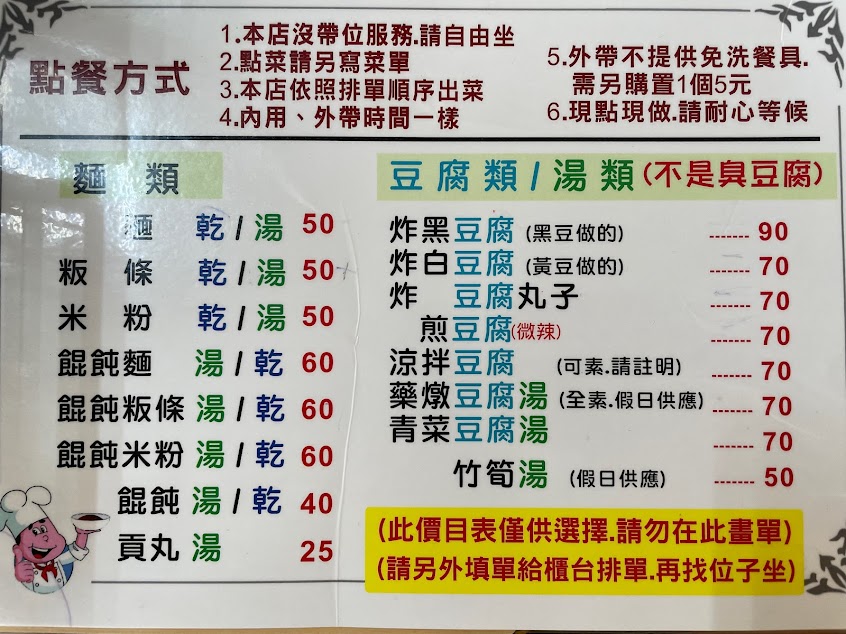 點餐方式
1.本店沒帶位服務.請自由坐
2.點菜請另寫菜單
3.本店依照排單順序出菜
4.內用、外帶時間一樣
5.外帶不提供免洗餐具.
需另購置1個5元
6.現點現做.請耐心等候
麵 類
麵 乾/湯 50
粄條 乾/湯 50
米粉 乾/湯 50
餛飩麵 湯/乾 60
餛飩粄條 湯/乾 60
餛飩米粉 湯/乾 60
餛飩 湯/乾 40
貢丸 湯 25
豆腐類/湯類(不是臭豆腐)
炸黑豆腐 (黑豆做的) ------- 90
炸白豆腐 (黃豆做的) ------- 70
炸 豆腐丸子 ------- 70
煎豆腐(微辣) ------- 70
涼拌豆腐 (可素.請註明) ------- 70
藥燉豆腐湯 (全素.假日供應) ------- 70
青菜豆腐湯 ------- 70
竹筍湯 (假日供應) ------- 50
(此價目表僅供選擇.請勿在此畫單)
(請另外填單給櫃台排單.再找位子坐)